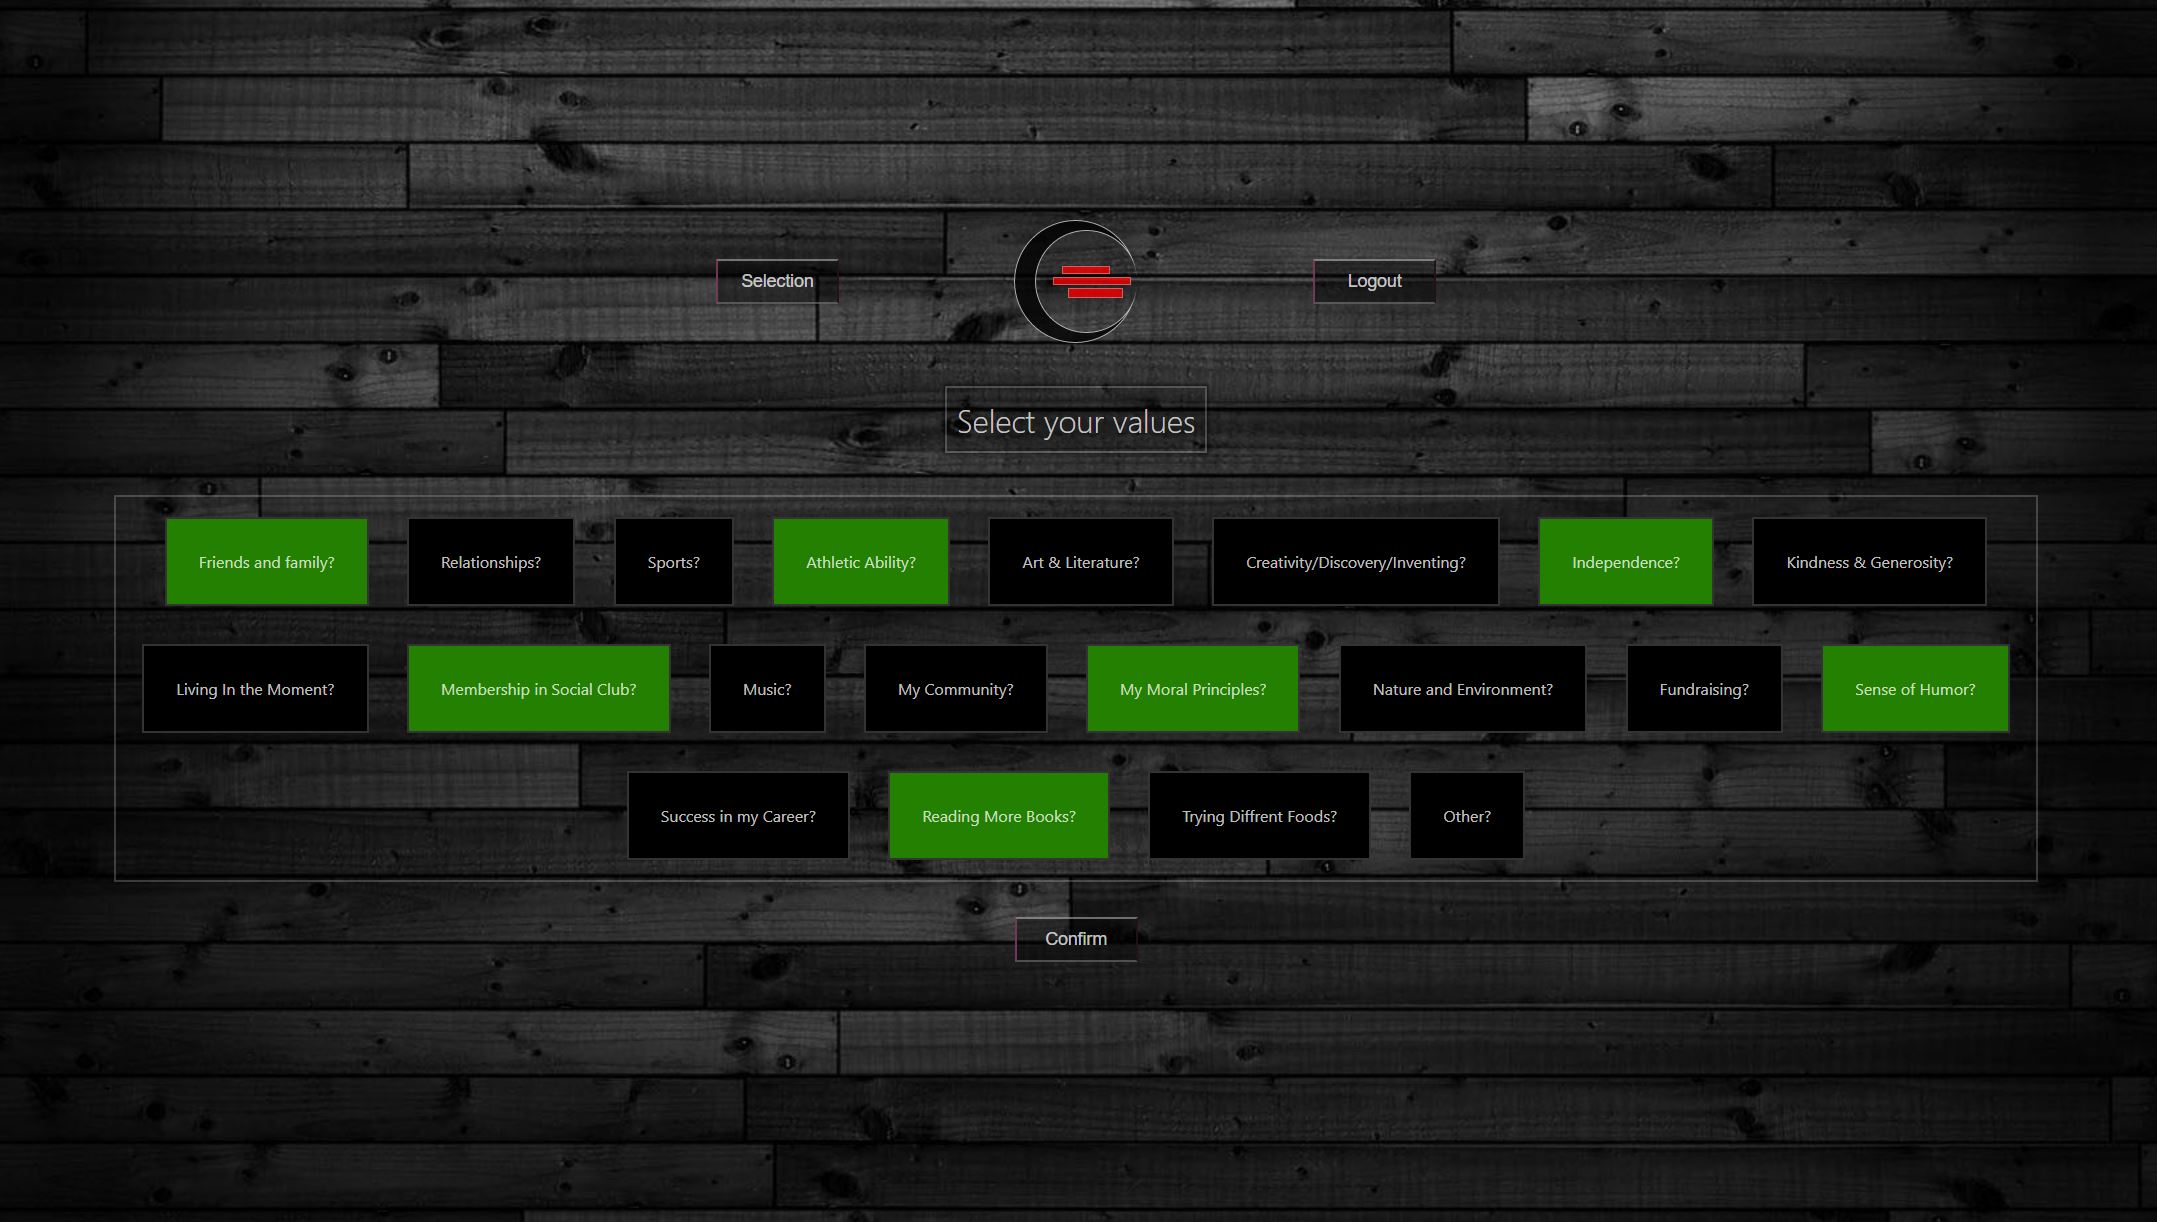 Selection
Logout
Select your values
Friends and family?
Relationships?
Sports?
Athletic Ability?
Art & Literature?
Creativity/Discovery/Inventing?
Independence?
Kindness & Generosity?
Living In the Moment?
Membership in Social Club?
Music?
My Community?
My Moral Principles?
Nature and Environment?
Fundraising?
Sense of Humor?
Success in my Career?
Reading More Books?
Trying Diffrent Foods?
Other?
Confirm